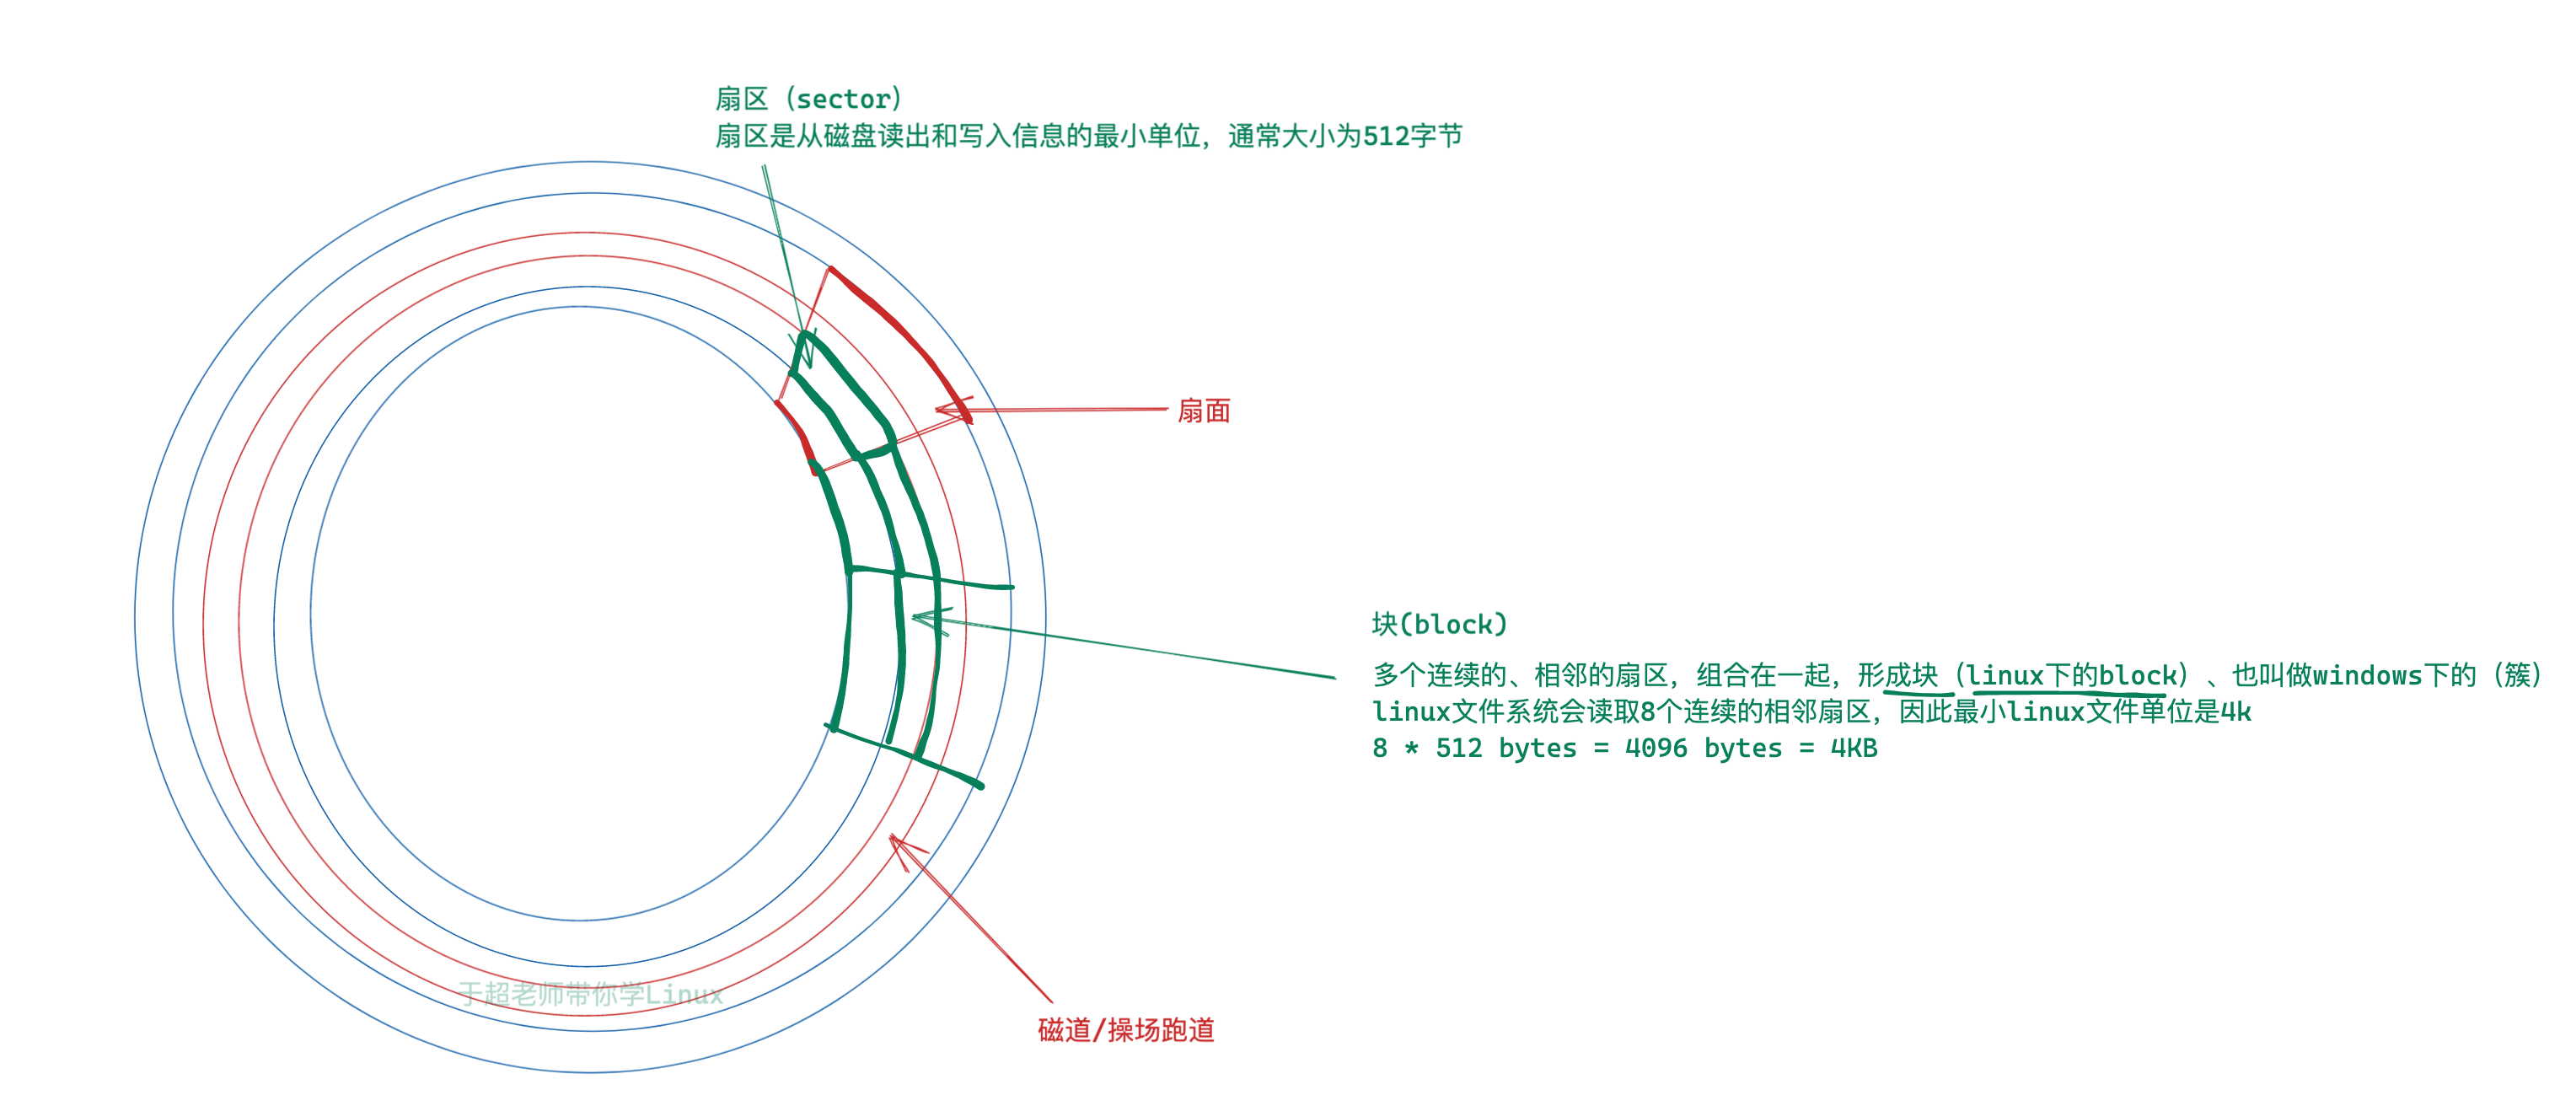 扇区（sector）
扇区是从磁盘读出和写入信息的最小单位，通常大小为512字节
扇面
块(block)
多个连续的、相邻的扇区，组合在一起，形成块（linux下的block）、也叫做windows下的（簇）
linux文件系统会读取8个连续的相邻扇区，因此最小linux文件单位是4k
8 * 512 bytes = 4096 bytes = 4KB
于超老师带你学Linux
磁道/操场跑道